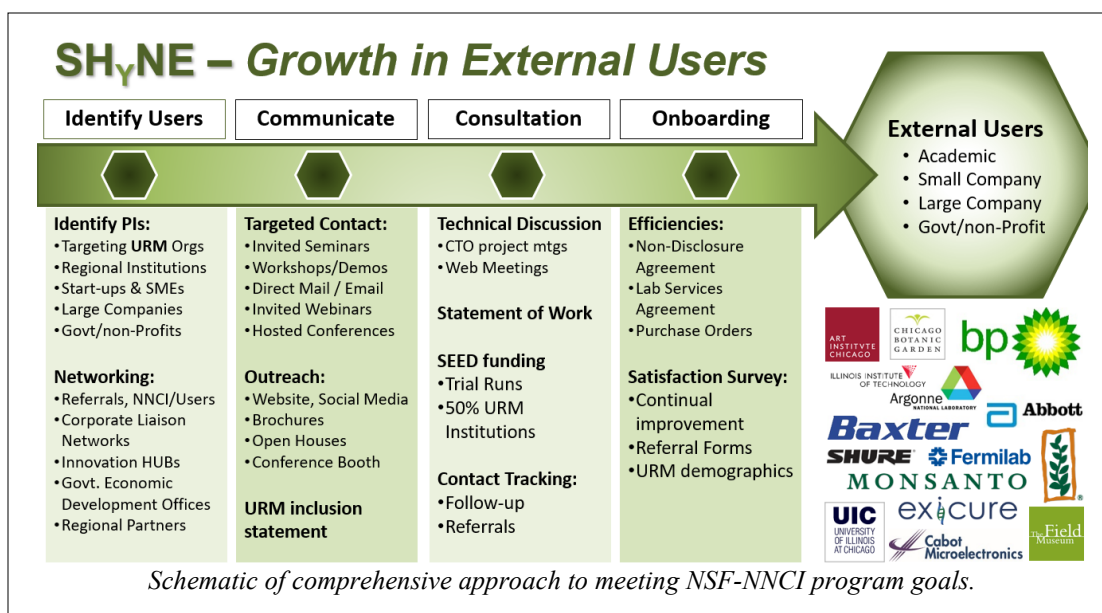 SHYNE – Growth in External Users
Identify Users
Communicate
Consultation
Onboarding
External Users
• Academic
• Small Company
• Large Company
• Govt/non-Profit
Identify PIs:
•Targeting URM Orgs
•Regional Institutions
•Start-ups & SMEs
•Large Companies
•Govt/non-Profits
Networking:
•Referrals, NNCI/Users
•Corporate Liaison
Networks
•Innovation HUBs
•Govt. Economic
Development Offices
•Regional Partners
Targeted Contact:
•Invited Seminars
•Workshops/Demos
•Direct Mail / Email
•Invited Webinars
•Hosted Conferences
Outreach:
•Website, Social Media
•Brochures
•Open Houses
•Conference Booth
URM inclusion
statement
Technical Discussion
•CTO project mtgs
•Web Meetings
Statement of Work
SEED funding
•Trial Runs
•50% URM
Institutions
Contact Tracking:
•Follow-up
•Referrals
Efficiencies:
•Non-Disclosure
Agreement
•Lab Services
Agreement
•Purchase Orders
Satisfaction Survey:
•Continual
improvement
•Referral Forms
•URM demographics
ART
INSTITVTE
CHICAGO
CHICAGO
BOTANIC
GARDEN
bp
ILLINOIS INSTITUTE
OF TECHNOLOGY
Argonne
NATIONAL LABORATORY
Abbott
Baxter
SHURE
Fermilab
MONSANTO
exicure
UIC
UNIVERSITY
OF ILLINOIS
AT CHICAGO
Cabot
Microelectronics
The Field
Museum
Schematic of comprehensive approach to meeting NSF-NNCI program goals.